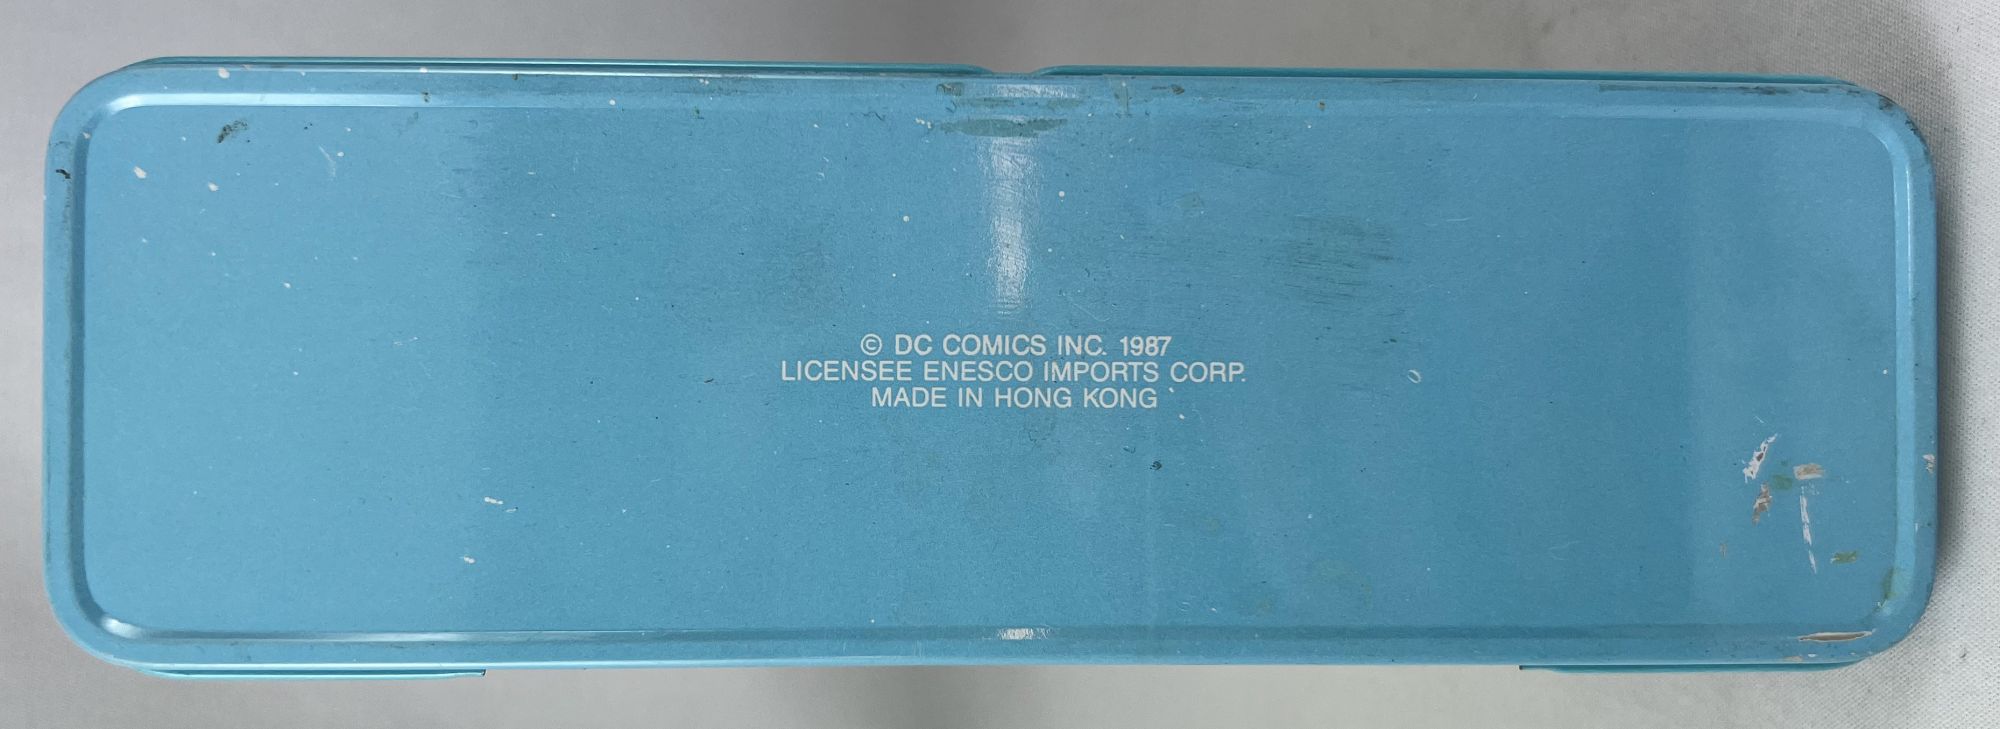 © DC COMICS INC. 1987
LICENSEE ENESCO IMPORTS CORP.
MADE IN HONG KONG